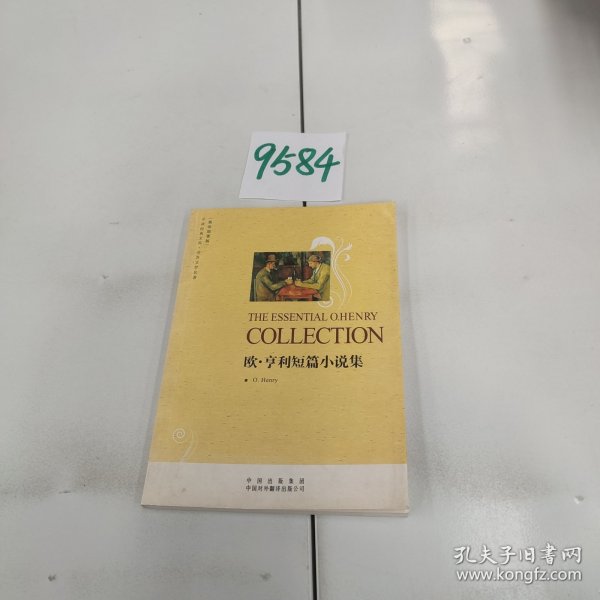 9584
THE ESSENTIAL O.HENRY
COLLECTION
欧·亨利短篇小说集
O. Henry
中国出版集团
中国对外翻译出版公司
孔夫子旧书网
www.kongfz.com